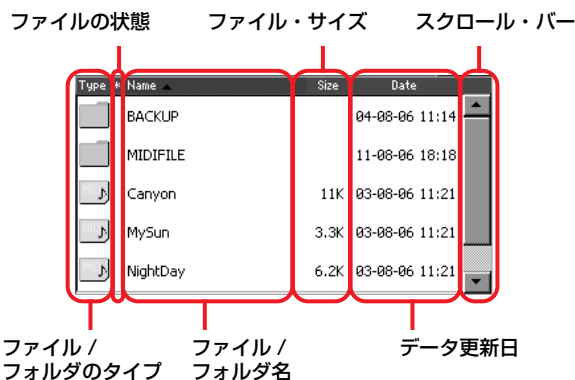 ファイルの状態 ファイル・サイズ スクロール・バー
Type * Name Size Date
BACKUP 04-08-06 11:14
MIDIFILE 11-08-06 18:18
Canyon 11K 03-08-06 11:21
MySun 3.3K 03-08-06 11:21
NightDay 6.2K 03-08-06 11:21
ファイル / ファイル / データ更新日
フォルダのタイプ フォルダ名